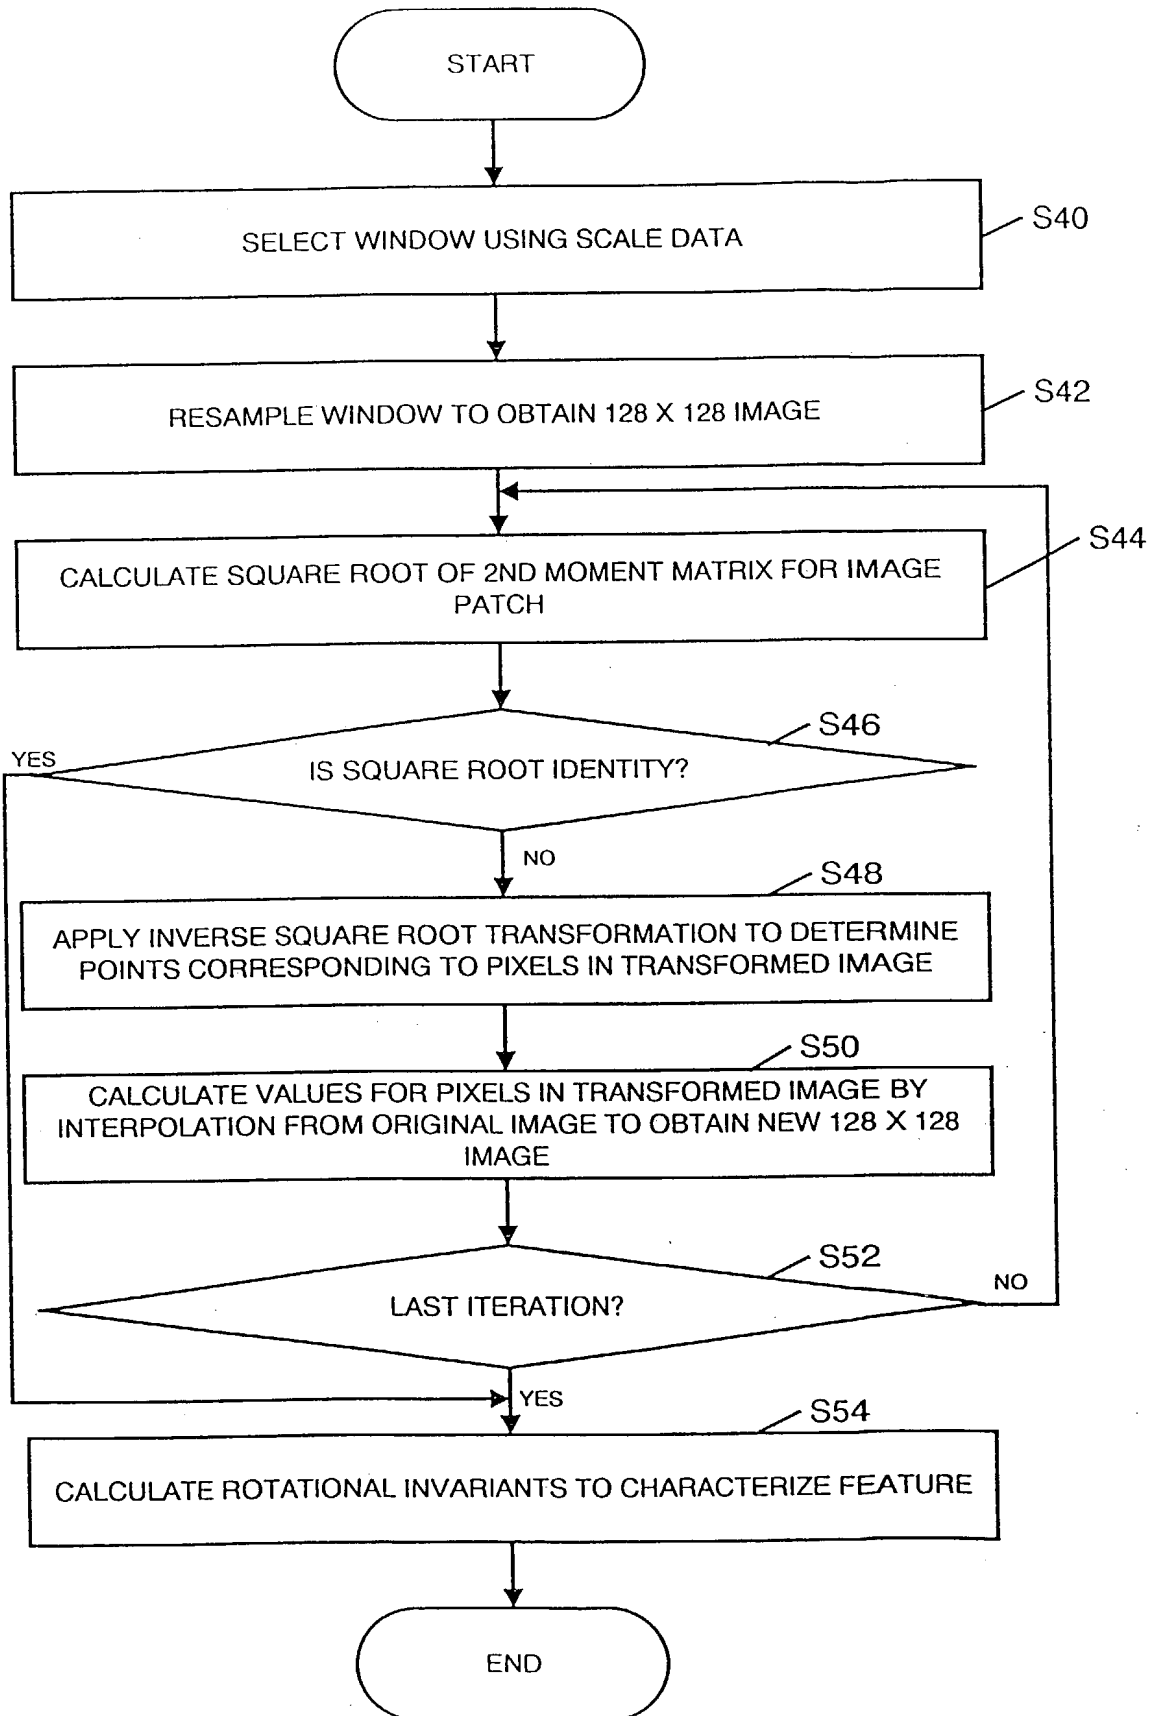 START
SELECT WINDOW USING SCALE DATA
S40
RESAMPLE WINDOW TO OBTAIN 128 X 128 IMAGE
S42
CALCULATE SQUARE ROOT OF 2ND MOMENT MATRIX FOR IMAGE
PATCH
S44
S46
YES
IS SQUARE ROOT IDENTITY?
NO
S48
APPLY INVERSE SQUARE ROOT TRANSFORMATION TO DETERMINE
POINTS CORRESPONDING TO PIXELS IN TRANSFORMED IMAGE
S50
CALCULATE VALUES FOR PIXELS IN TRANSFORMED IMAGE BY
INTERPOLATION FROM ORIGINAL IMAGE TO OBTAIN NEW 128 X 128
IMAGE
S52
NO
LAST ITERATION?
YES
S54
CALCULATE ROTATIONAL INVARIANTS TO CHARACTERIZE FEATURE
END